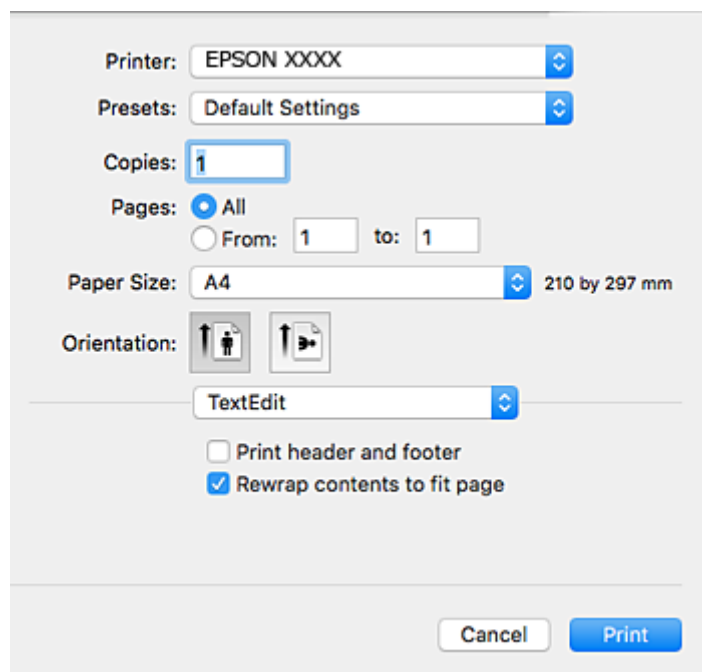 Printer: EPSON XXXX
Presets: Default Settings
Copies: 1
Pages: All
From: 1 to: 1
Paper Size: A4 210 by 297 mm
Orientation:
TextEdit
Print header and footer
Rewrap contents to fit page
Cancel Print